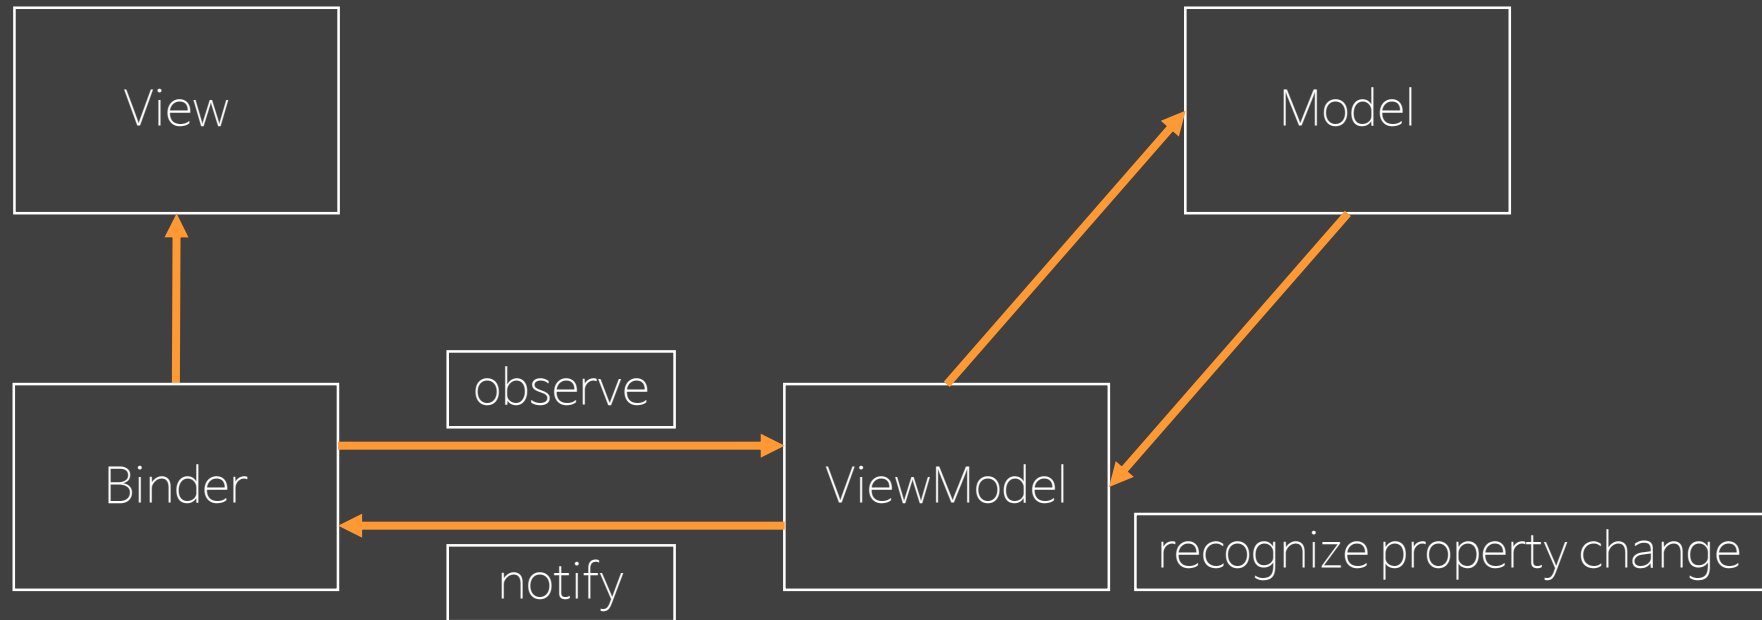 View
Model
observe
Binder
ViewModel
recognize property change
notify